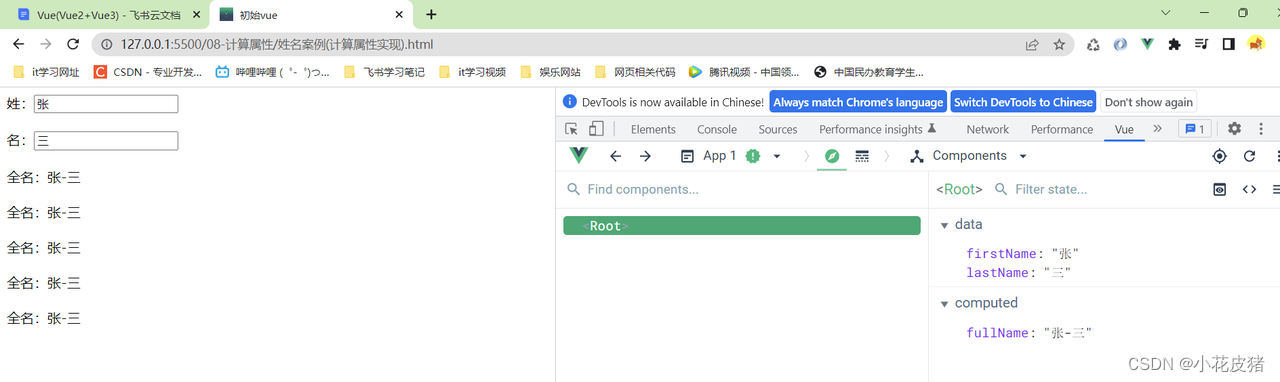 Vue(Vue2+Vue3) - 飞书云文档
初始vue
127.0.0.1:5500/08-计算属性/姓名案例(计算属性实现).html
it学习网址 CSDN - 专业开发... 哔哩哔哩 (゜-゜)つ... 飞书学习笔记 it学习视频 娱乐网站 网页相关代码 腾讯视频 - 中国领... 中国民办教育学生...
姓：张
名：三
全名：张-三
全名：张-三
全名：张-三
全名：张-三
全名：张-三
DevTools is now available in Chinese! Always match Chrome's language Switch DevTools to Chinese Don't show again
Elements Console Sources Performance insights Network Performance Vue » 1
App 1 Components
Find components...
<Root>
<Root> Filter state...
data
firstName: "张"
lastName: "三"
computed
fullName: "张-三"
CSDN @小花皮猪